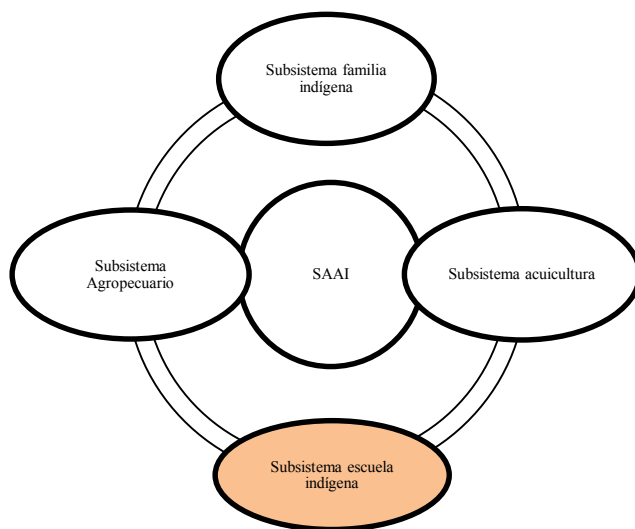 Subsistema familia
indígena
Subsistema
Agropecuario
SAAI
Subsistema acuicultura
Subsistema escuela
indígena